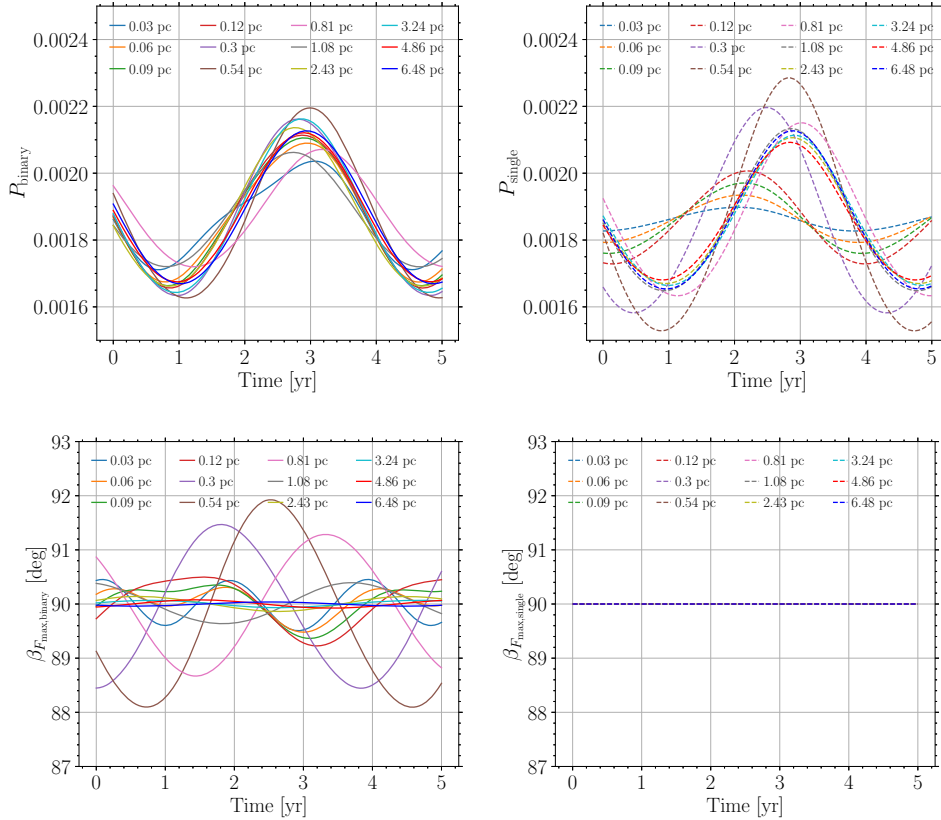 0.03 pc 0.12 pc 0.81 pc 3.24 pc
0.06 pc 0.3 pc 1.08 pc 4.86 pc
0.09 pc 0.54 pc 2.43 pc 6.48 pc
0.0024
0.0022
0.0020
0.0018
0.0016
P_binary
0 1 2 3 4 5
Time [yr]
0.03 pc 0.12 pc 0.81 pc 3.24 pc
0.06 pc 0.3 pc 1.08 pc 4.86 pc
0.09 pc 0.54 pc 2.43 pc 6.48 pc
0.0024
0.0022
0.0020
0.0018
0.0016
P_single
0 1 2 3 4 5
Time [yr]
0.03 pc 0.12 pc 0.81 pc 3.24 pc
0.06 pc 0.3 pc 1.08 pc 4.86 pc
0.09 pc 0.54 pc 2.43 pc 6.48 pc
93
92
91
90
89
88
87
β_{F_{max,binary}} [deg]
0 1 2 3 4 5
Time [yr]
0.03 pc 0.12 pc 0.81 pc 3.24 pc
0.06 pc 0.3 pc 1.08 pc 4.86 pc
0.09 pc 0.54 pc 2.43 pc 6.48 pc
93
92
91
90
89
88
87
β_{F_{max,single}} [deg]
0 1 2 3 4 5
Time [yr]